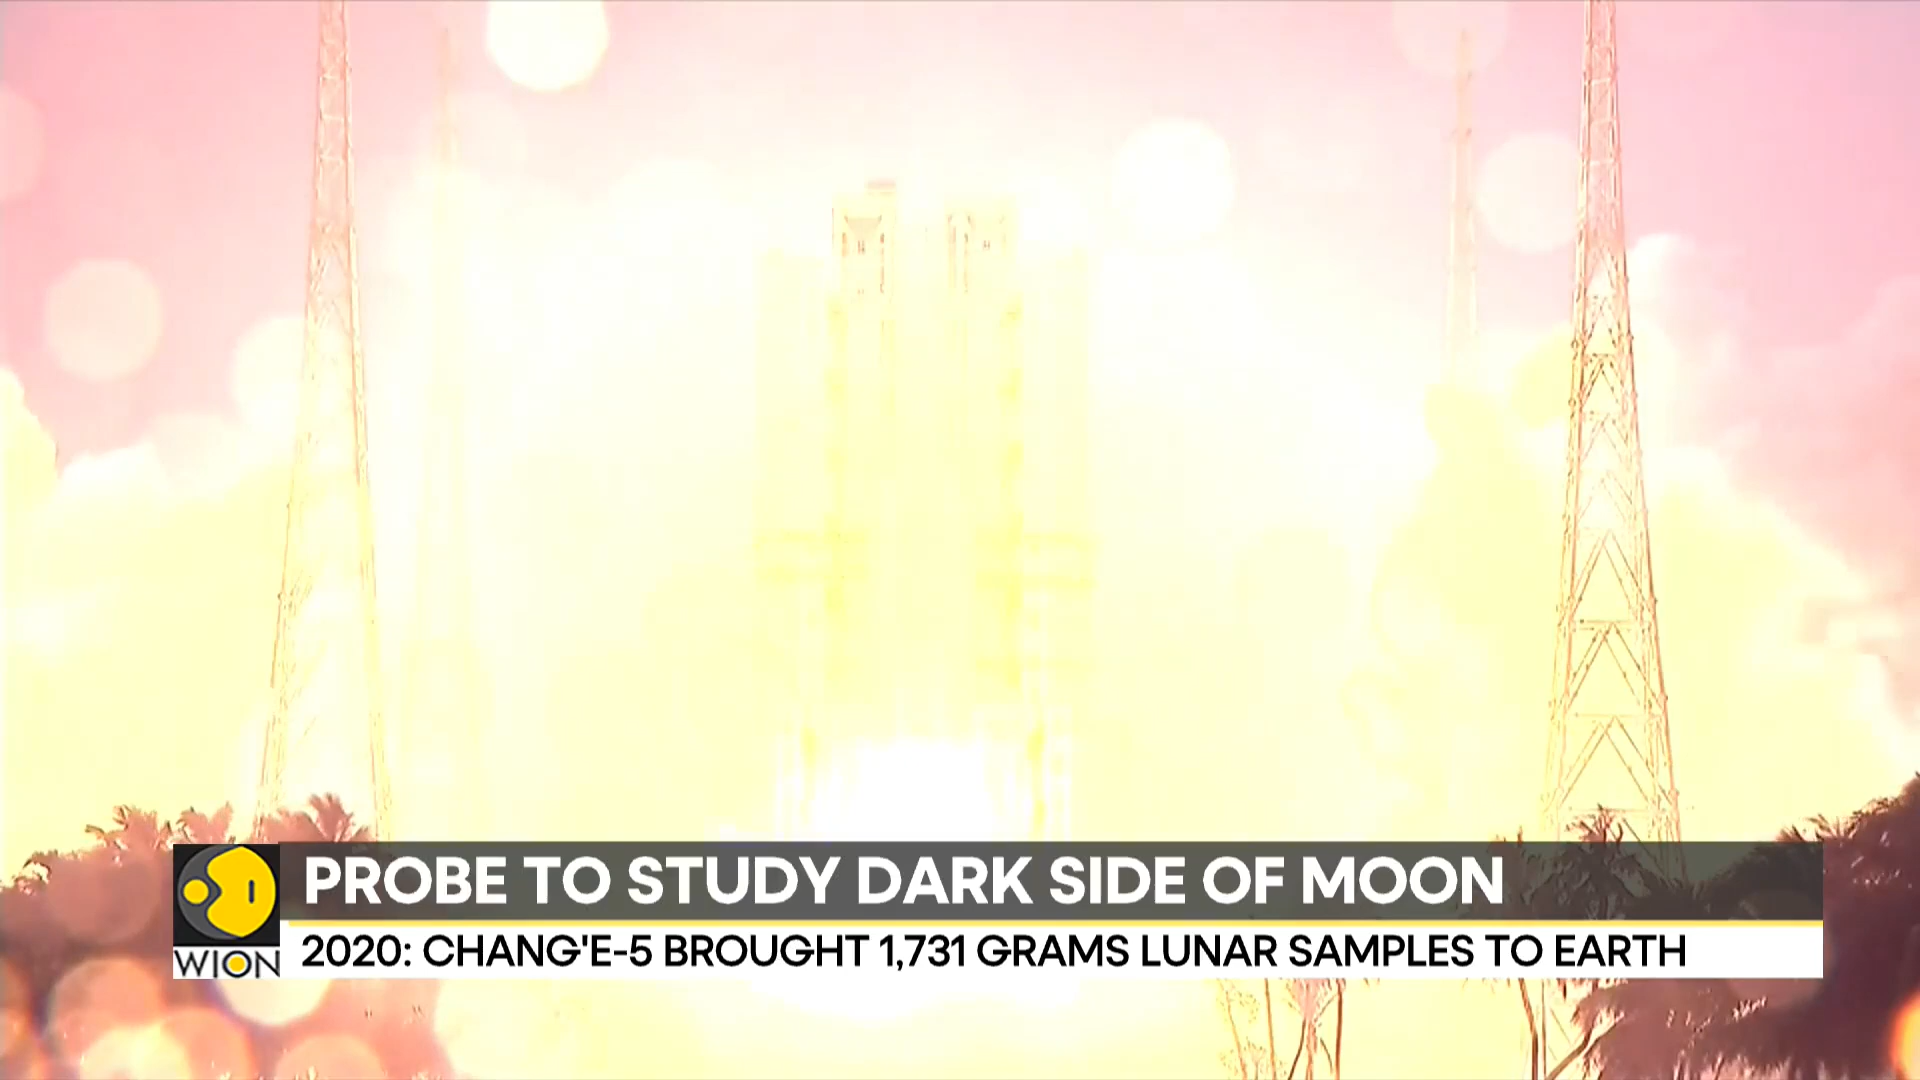 PROBE TO STUDY DARK SIDE OF MOON
2020: CHANG'E-5 BROUGHT 1,731 GRAMS LUNAR SAMPLES TO EARTH
WION